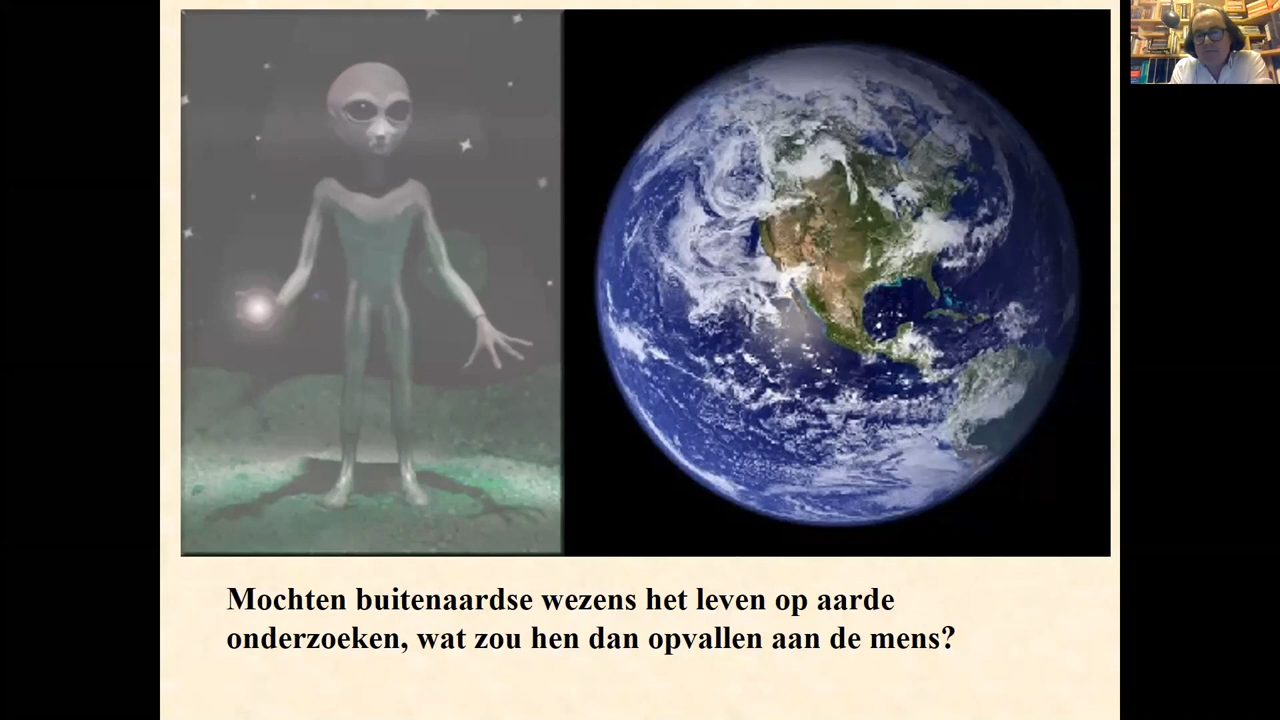 Mochten buitenaardse wezens het leven op aarde
onderzoeken, wat zou hen dan opvallen aan de mens?